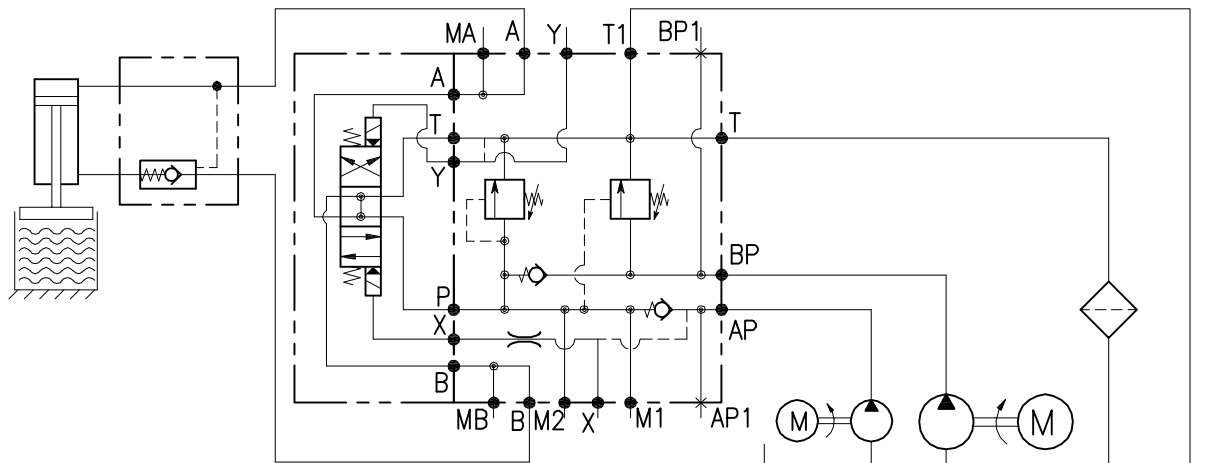 MA A Y T1 BP1
A
T T
Y
BP
P
AP
X
B
MB B M2 X M1 AP1
M M